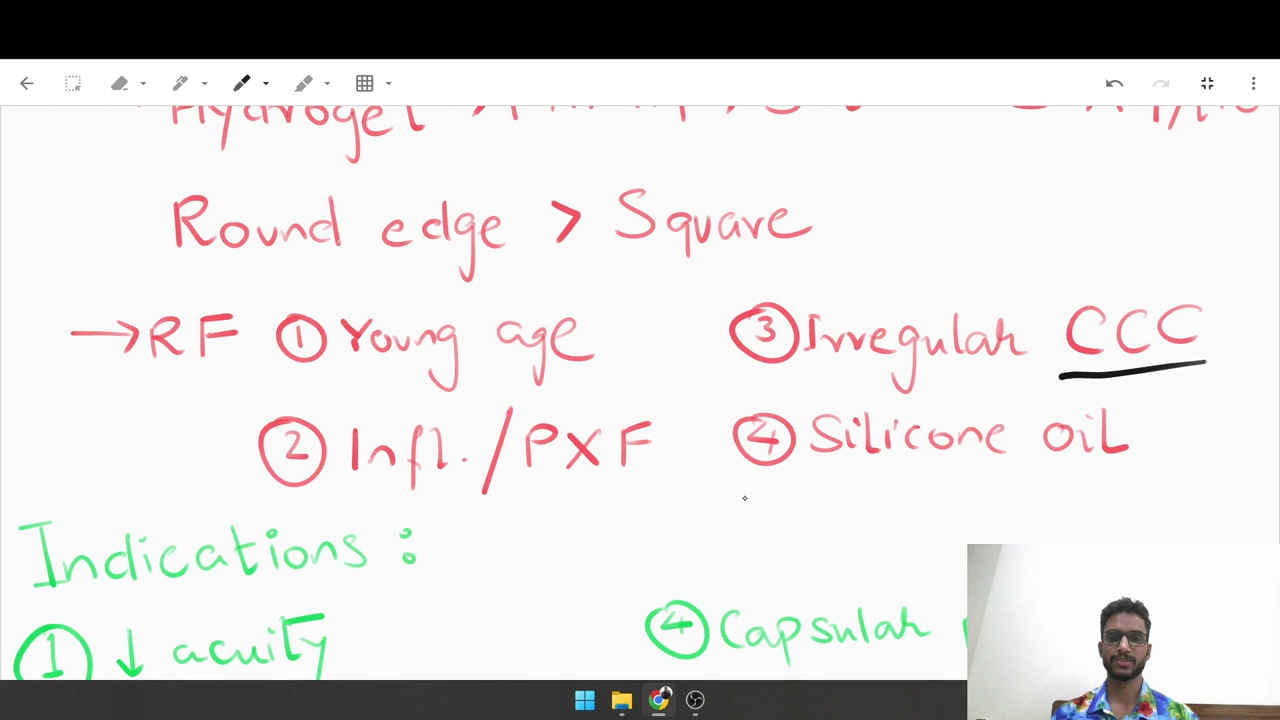 Hydrogel >
Round edge > Square
→ RF ① Young age ③ Irregular CCC
② Infl. / PXF ④ Silicone oil
Indications :
① ↓ acuity ④ Capsular